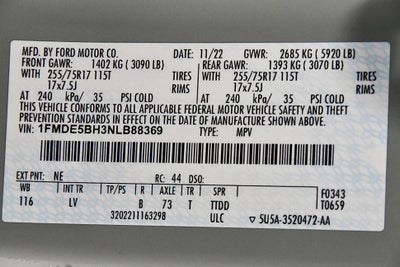 MFD. BY FORD MOTOR CO. 11/22 GVWR: 2685 KG ( 5920 LB)
FRONT GAWR: 1402 KG ( 3090 LB) REAR GAWR: 1393 KG ( 3070 LB)
WITH 255/75R17 115T TIRES WITH 255/75R17 115T TIRES
17x7.5J RIMS 17x7.5J RIMS
AT 240 kPa/ 35 PSI COLD AT 240 kPa/ 35 PSI COLD
THIS VEHICLE CONFORMS TO ALL APPLICABLE FEDERAL MOTOR VEHICLE SAFETY AND THEFT
PREVENTION STANDARDS IN EFFECT ON THE DATE OF MANUFACTURE SHOWN ABOVE.
VIN: 1FMDE5BH3NLB88369 TYPE: MPV
EXT PNT: NE RC: 44 DSO: F0343
WB INT TR TP/PS R AXLE TR SPR T0659
116 LV B 73 T TTDD
3202211163298 ULC 5U5A-3520472-AA